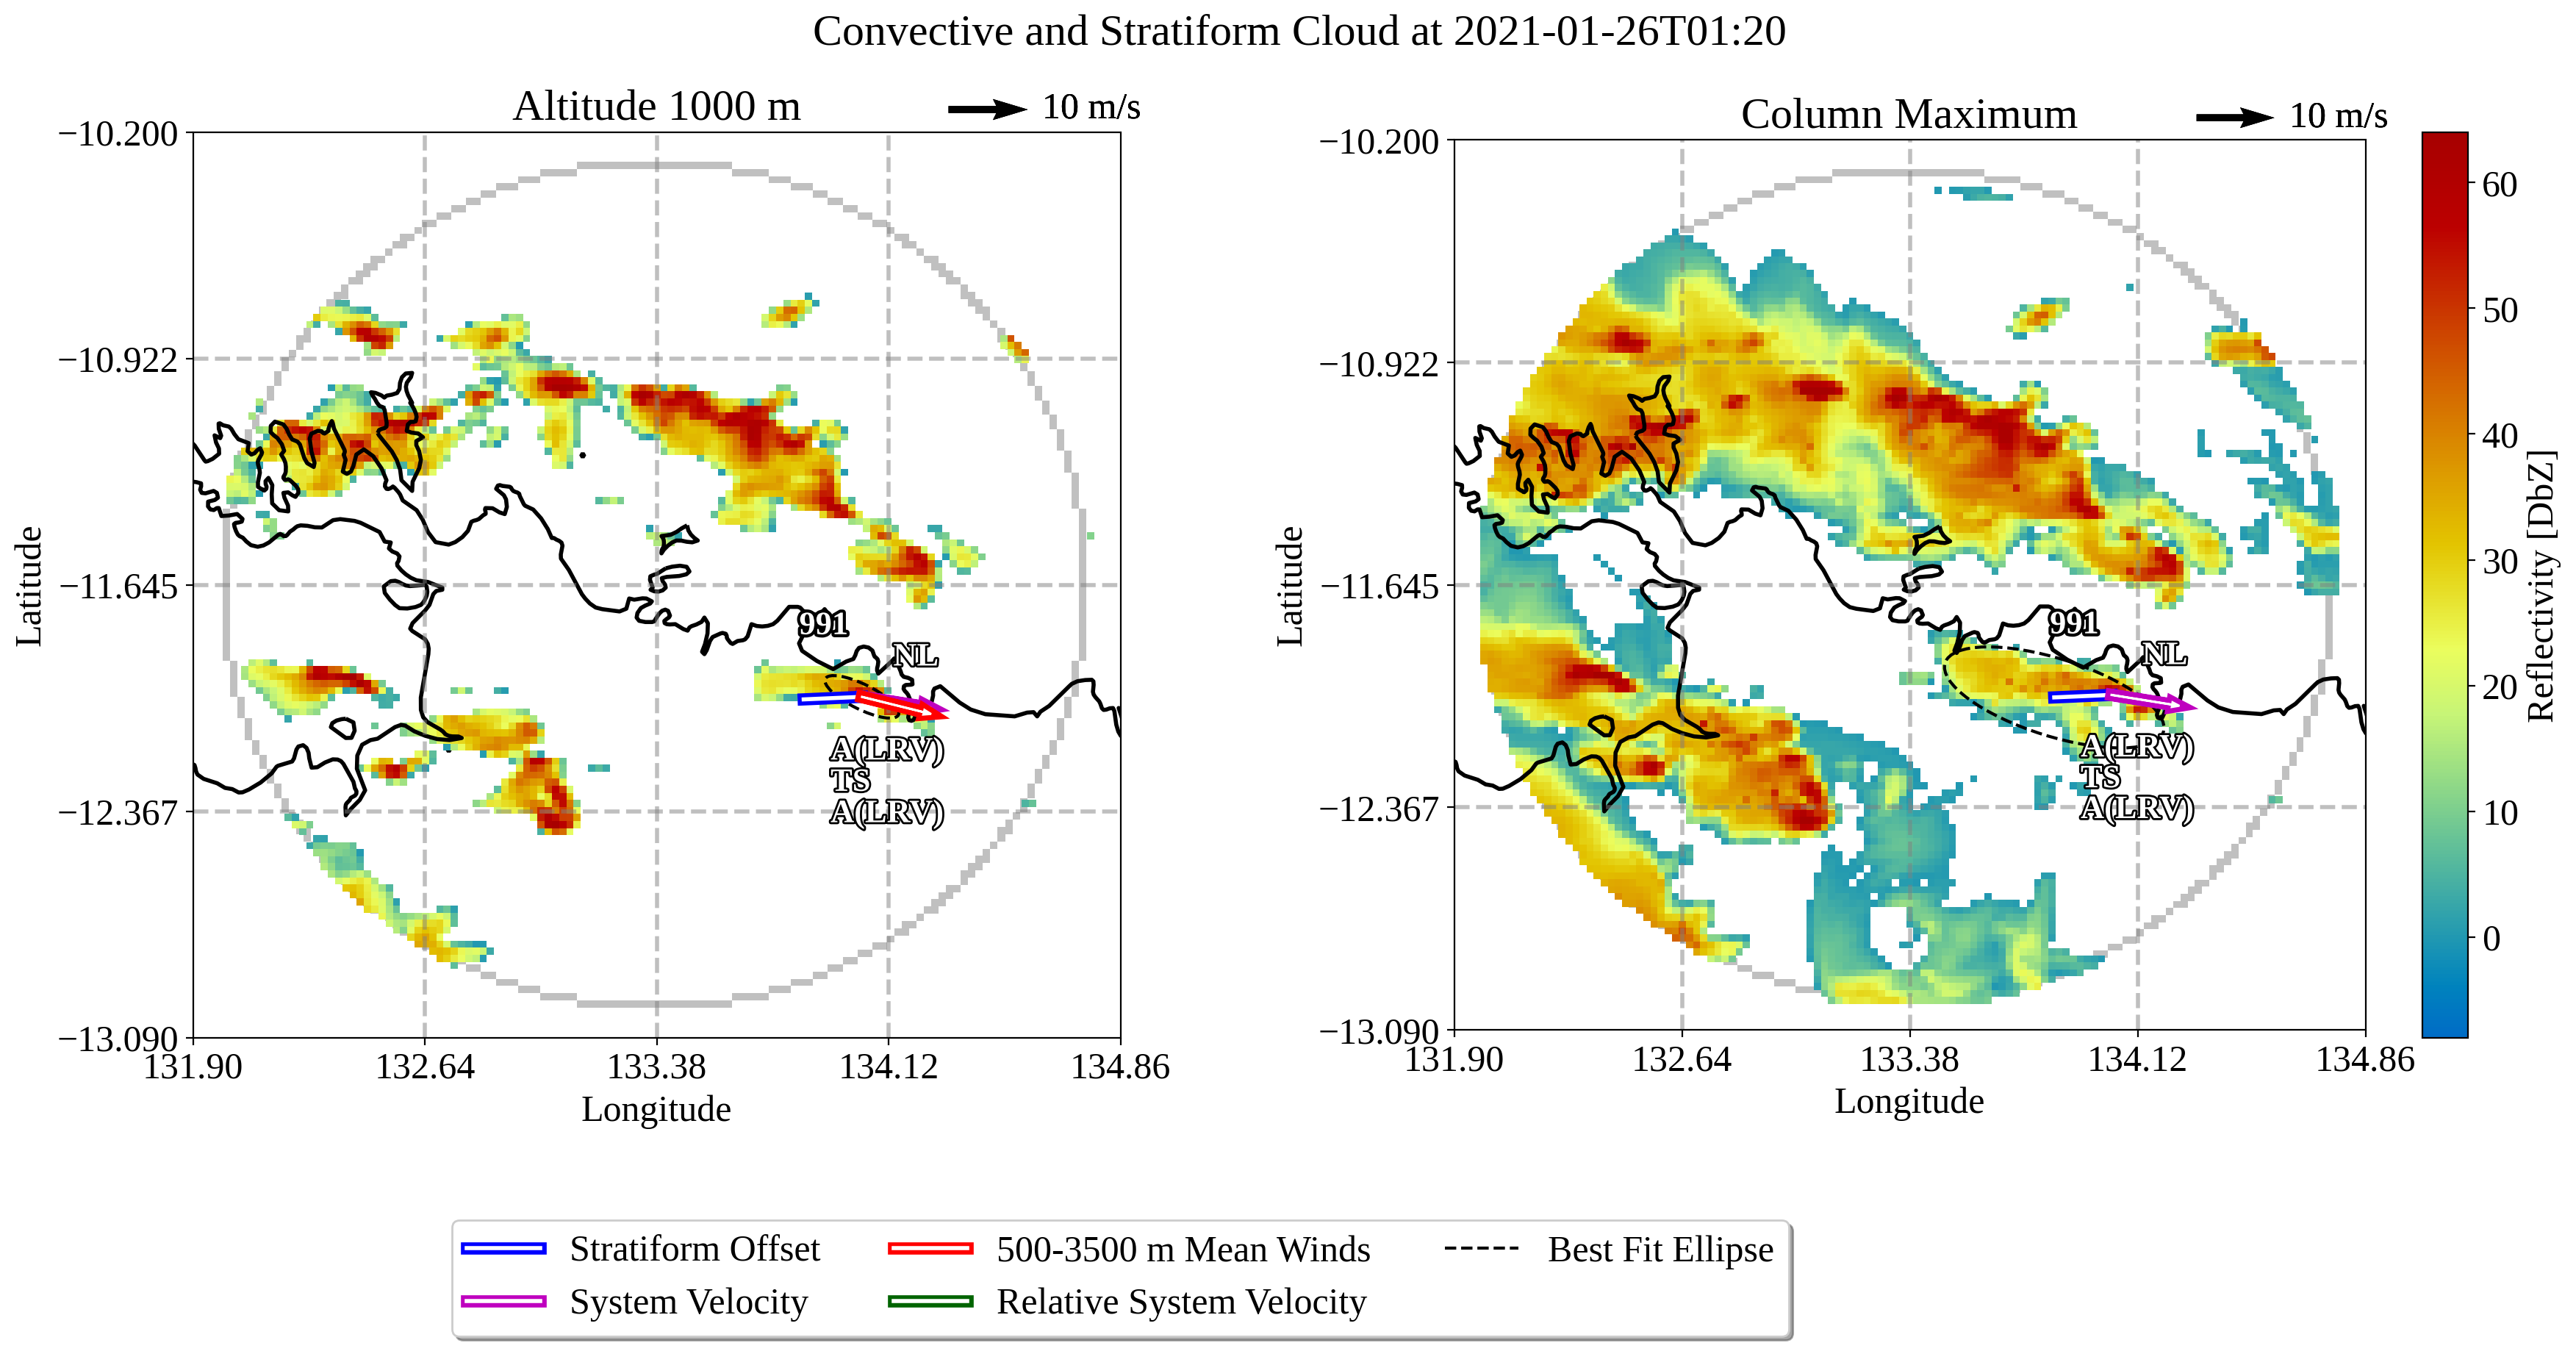 Convective and Stratiform Cloud at 2021-01-26T01:20
Altitude 1000 m
10 m/s
−10.200
−10.922
−11.645
−12.367
−13.090
Latitude
131.90
132.64
133.38
134.12
134.86
Longitude
991
NL
A(LRV)
TS
A(LRV)
Column Maximum
10 m/s
−10.200
−10.922
−11.645
−12.367
−13.090
Latitude
131.90
132.64
133.38
134.12
134.86
Longitude
991
NL
A(LRV)
TS
A(LRV)
60
50
40
30
20
10
0
Reflectivity [DbZ]
Stratiform Offset
System Velocity
500-3500 m Mean Winds
Relative System Velocity
Best Fit Ellipse